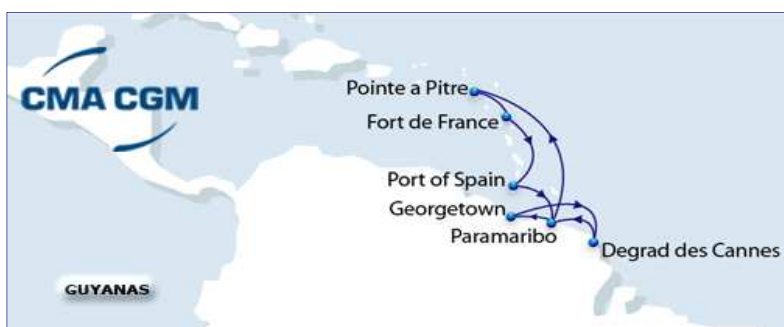 CMA CGM
Pointe a Pitre
Fort de France
Port of Spain
Georgetown
Paramaribo
Degrad des Cannes
GUYANAS